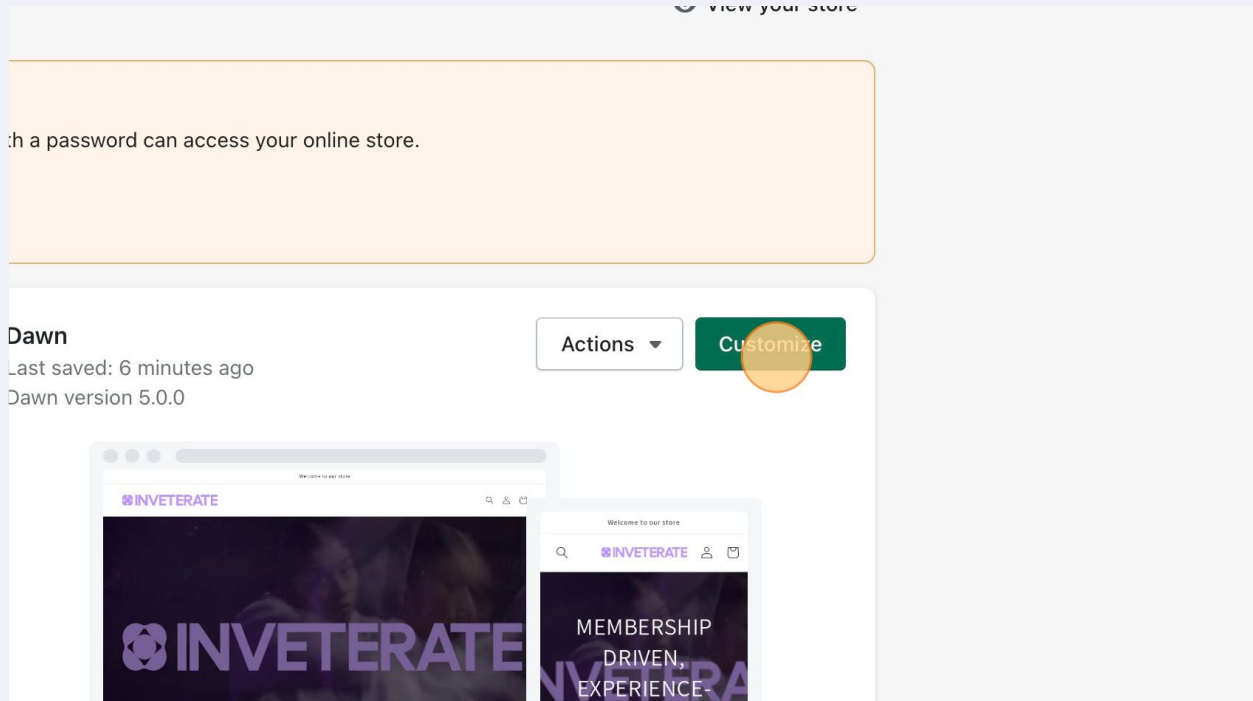 View your store
th a password can access your online store.
Dawn
Actions
Customize
Last saved: 6 minutes ago
Dawn version 5.0.0
Welcome to our store
INVETERATE
Welcome to our store
INVETERATE
INVETERATE
MEMBERSHIP
DRIVEN,
EXPERIENCE-
NVETERA